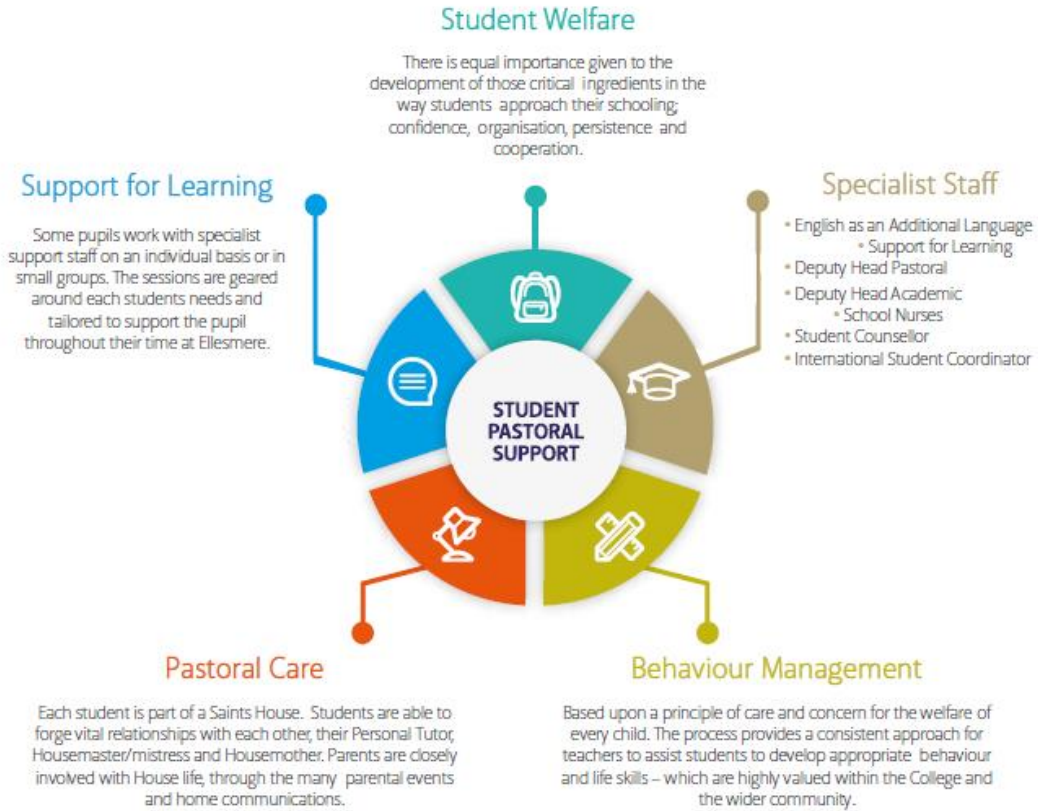 Student Welfare
There is equal importance given to the
development of those critical ingredients in the
way students approach their schooling;
confidence, organisation, persistence and
cooperation.
Support for Learning
Some pupils work with specialist
support staff on an individual basis or in
small groups. The sessions are geared
around each students needs and
tailored to support the pupil
throughout their time at Ellesmere.
Specialist Staff
• English as an Additional Language
• Support for Learning
• Deputy Head Pastoral
• Deputy Head Academic
• School Nurses
• Student Counsellor
• International Student Coordinator
STUDENT
PASTORAL
SUPPORT
Pastoral Care
Each student is part of a Saints House. Students are able to
forge vital relationships with each other, their Personal Tutor,
Housemaster/mistress and Housemother. Parents are closely
involved with House life, through the many parental events
and home communications.
Behaviour Management
Based upon a principle of care and concern for the welfare of
every child. The process provides a consistent approach for
teachers to assist students to develop appropriate behaviour
and life skills – which are highly valued within the College and
the wider community.